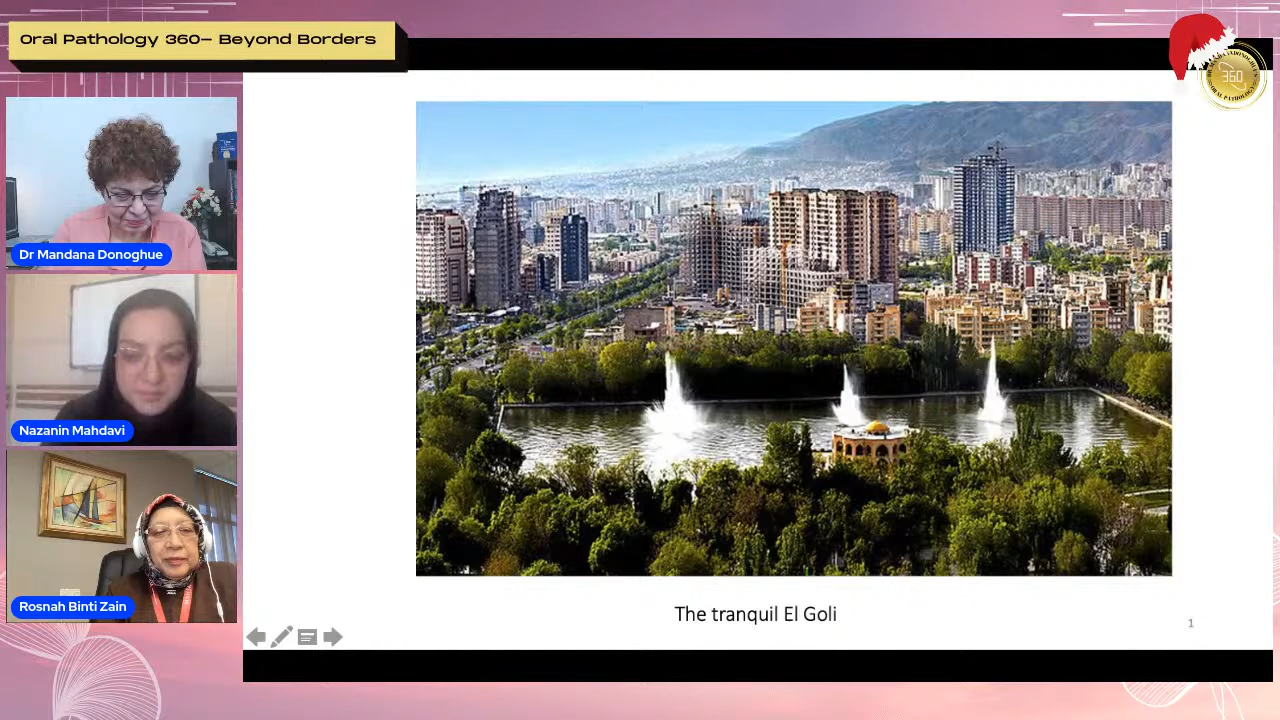 Oral Pathology 360– Beyond Borders
360
Dr Mandana Donoghue
Nazanin Mahdavi
Rosnah Binti Zain
The tranquil El Goli
1